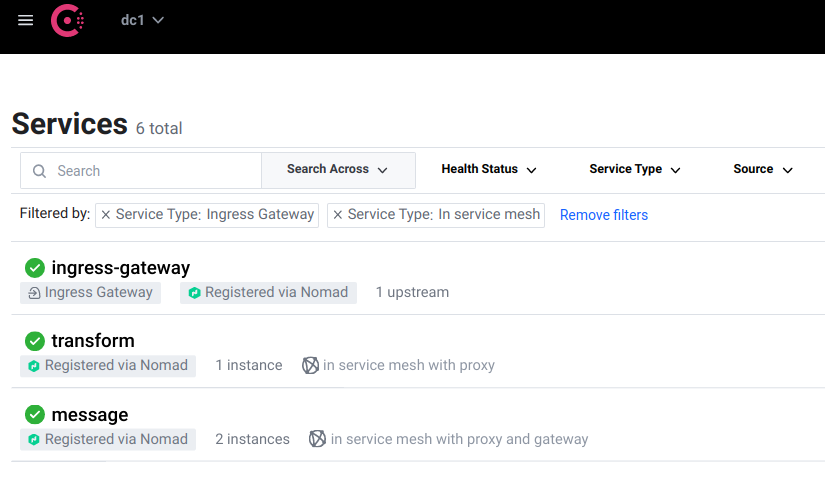 dc1
Services 6 total
Search Search Across Health Status Service Type Source
Filtered by: Service Type: Ingress Gateway Service Type: In service mesh Remove filters
ingress-gateway
Ingress Gateway Registered via Nomad 1 upstream
transform
Registered via Nomad 1 instance in service mesh with proxy
message
Registered via Nomad 2 instances in service mesh with proxy and gateway